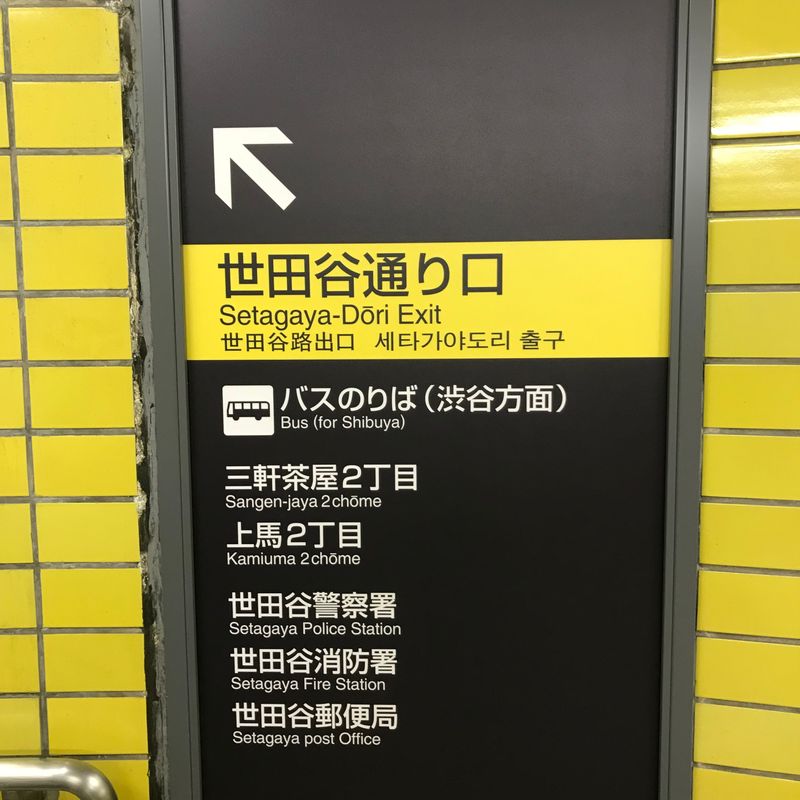 世田谷通り口
Setagaya-Dōri Exit
世田谷路出口 세타가야도리 출구
バスのりば（渋谷方面）
Bus (for Shibuya)
三軒茶屋2丁目
Sangen-jaya 2chōme
上馬2丁目
Kamiuma 2chōme
世田谷警察署
Setagaya Police Station
世田谷消防署
Setagaya Fire Station
世田谷郵便局
Setagaya post Office